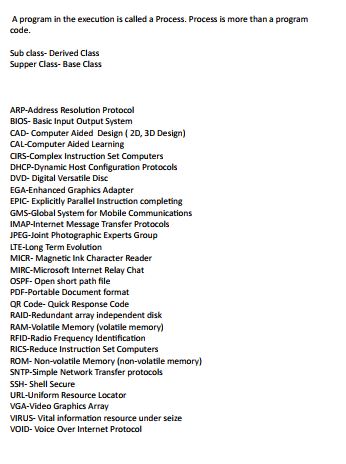 A program in the execution is called a Process. Process is more than a program
code.
Sub class- Derived Class
Supper Class- Base Class
ARP-Address Resolution Protocol
BIOS- Basic Input Output System
CAD- Computer Aided  Design ( 2D, 3D Design)
CAL-Computer Aided Learning
CIRS-Complex Instruction Set Computers
DHCP-Dynamic Host Configuration Protocols
DVD- Digital Versatile Disc
EGA-Enhanced Graphics Adapter
EPIC- Explicitly Parallel Instruction completing
GMS-Global System for Mobile Communications
IMAP-Internet Message Transfer Protocols
JPEG-Joint Photographic Experts Group
LTE-Long Term Evolution
MICR- Magnetic Ink Character Reader
MIRC-Microsoft Internet Relay Chat
OSPF- Open short path file
PDF-Portable Document format
QR Code- Quick Response Code
RAID-Redundant array independent disk
RAM-Volatile Memory (volatile memory)
RFID-Radio Frequency Identification
RICS-Reduce Instruction Set Computers
ROM- Non-volatile Memory (non-volatile memory)
SNTP-Simple Network Transfer protocols
SSH- Shell Secure
URL-Uniform Resource Locator
VGA-Video Graphics Array
VIRUS- Vital information resource under seize
VOID- Voice Over Internet Protocol